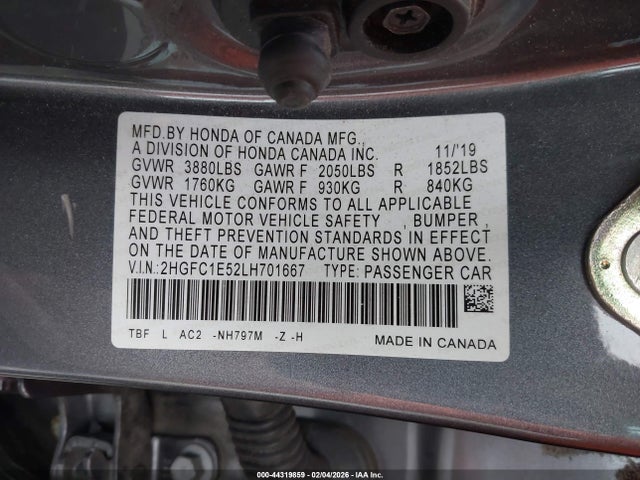 MFD.BY HONDA OF CANADA MFG.,
A DIVISION OF HONDA CANADA INC. 11/'19
GVWR 3880LBS GAWR F 2050LBS R 1852LBS
GVWR 1760KG GAWR F 930KG R 840KG
THIS VEHICLE CONFORMS TO ALL APPLICABLE
FEDERAL MOTOR VEHICLE SAFETY , BUMPER ,
AND THEFT PREVENTION STANDARDS IN EFFECT
ON THE DATE OF MANUFACTURE SHOWN ABOVE.
V.I.N.: 2HGFC1E52LH701667 TYPE: PASSENGER CAR
TBF L AC2 -NH797M -Z -H
MADE IN CANADA
000-44319859 | 02/04/2026 | IAA Inc.